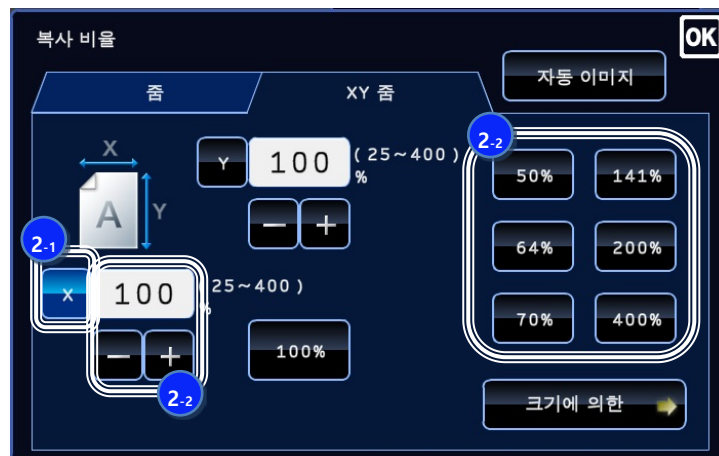 복사 비율
OK
자동 이미지
줌
XY 줌
X
Y
A
Y
100
(25~400)
%
2-2
50%
141%
64%
200%
70%
400%
2-1
X
100
25~400)
%
100%
2-2
크기에 의한